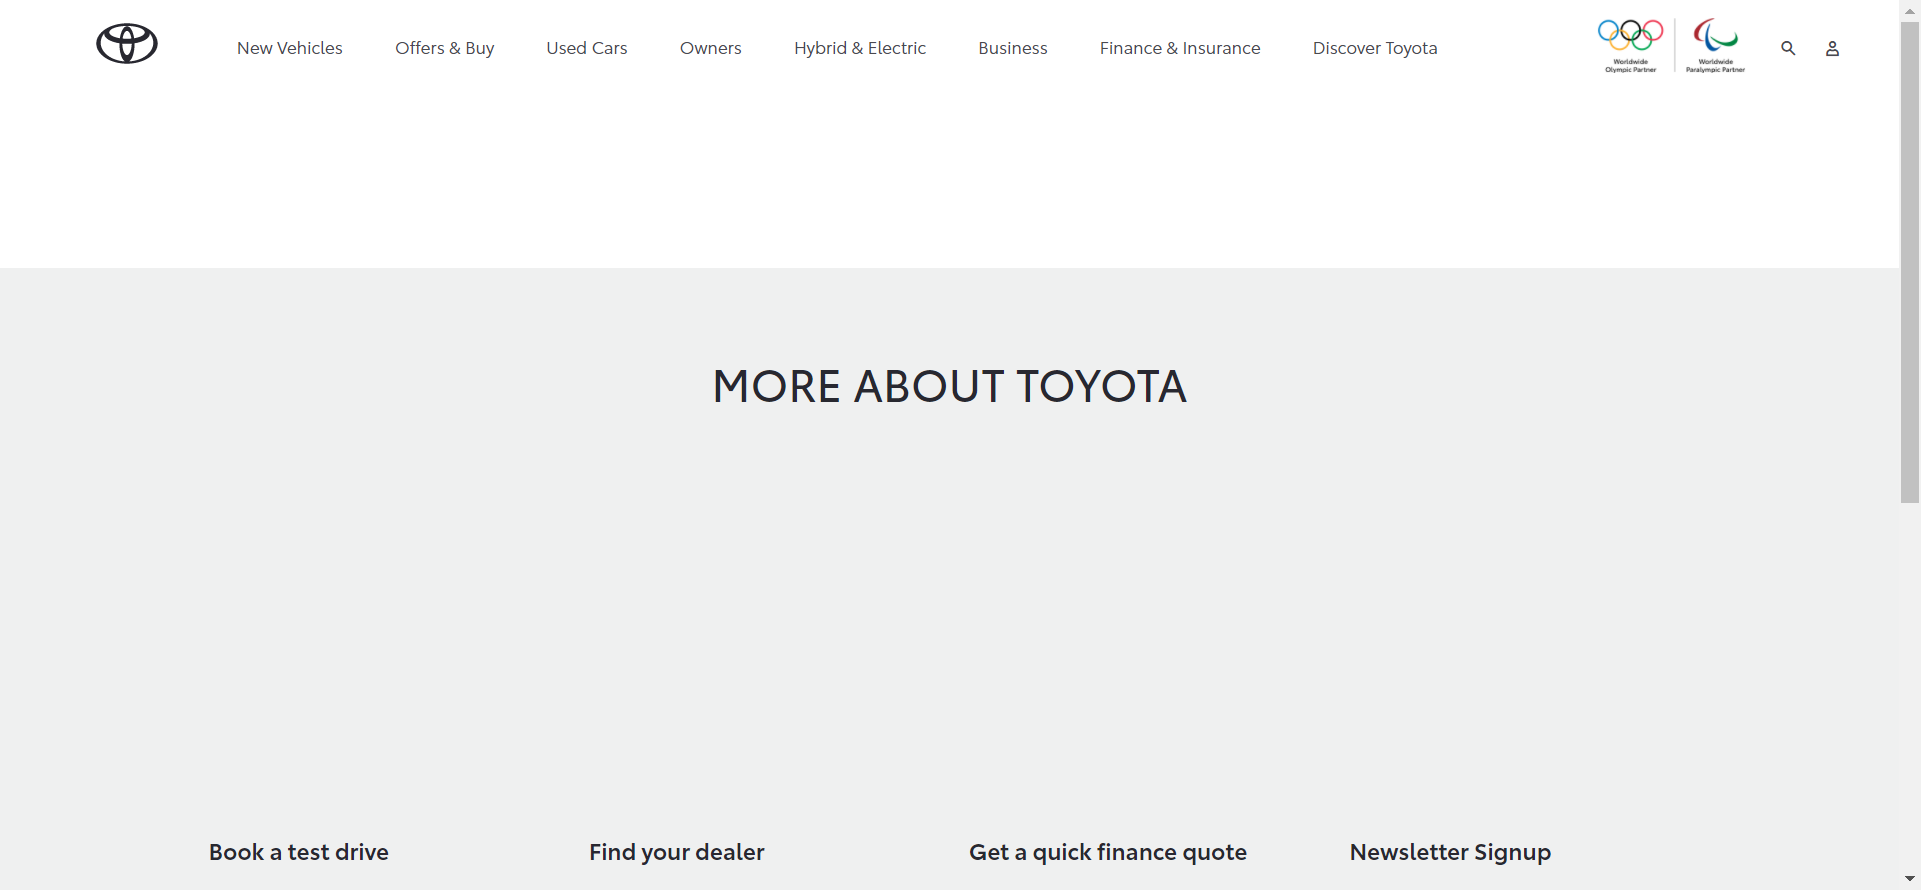 New Vehicles
Offers & Buy
Used Cars
Owners
Hybrid & Electric
Business
Finance & Insurance
Discover Toyota
Worldwide
Olympic Partner
Worldwide
Paralympic Partner
MORE ABOUT TOYOTA
Book a test drive
Find your dealer
Get a quick finance quote
Newsletter Signup